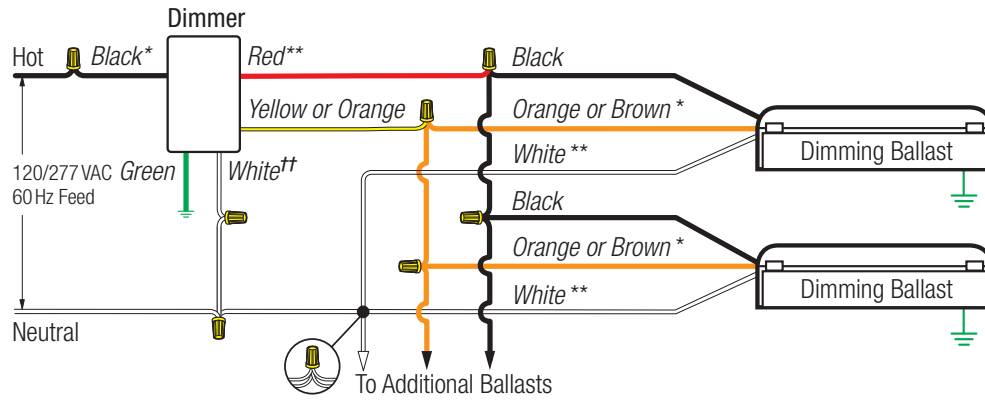 Dimmer
Hot
Black*
Red**
Black
Yellow or Orange
Orange or Brown *
120/277 VAC
60 Hz Feed
Green
White††
White **
Dimming Ballast
Black
Orange or Brown *
White **
Dimming Ballast
Neutral
To Additional Ballasts